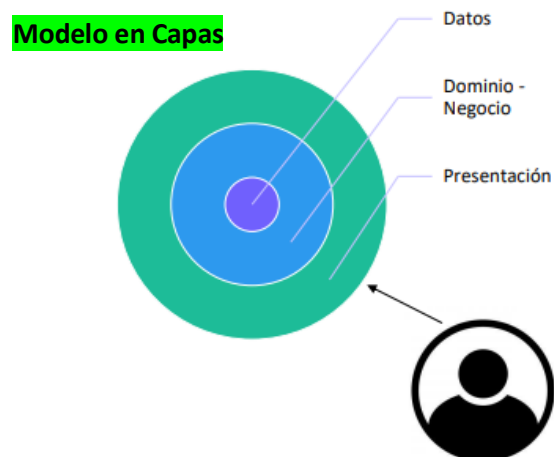 Modelo en Capas
Datos
Dominio -
Negocio
Presentación